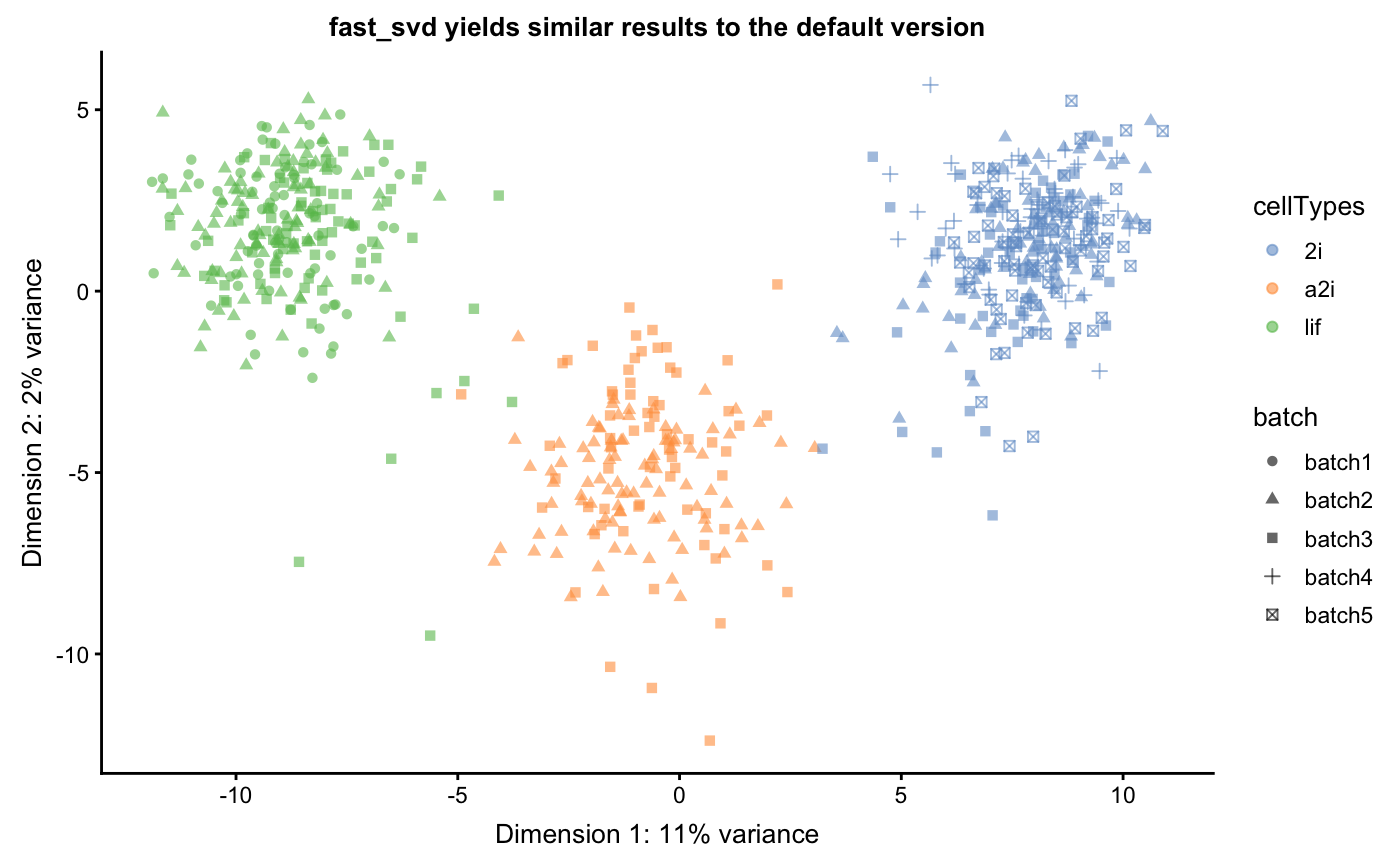 fast_svd yields similar results to the default version
Dimension 2: 2% variance
5
0
-5
-10
-10
-5
0
5
10
Dimension 1: 11% variance
cellTypes
2i
a2i
lif
batch
batch1
batch2
batch3
batch4
batch5